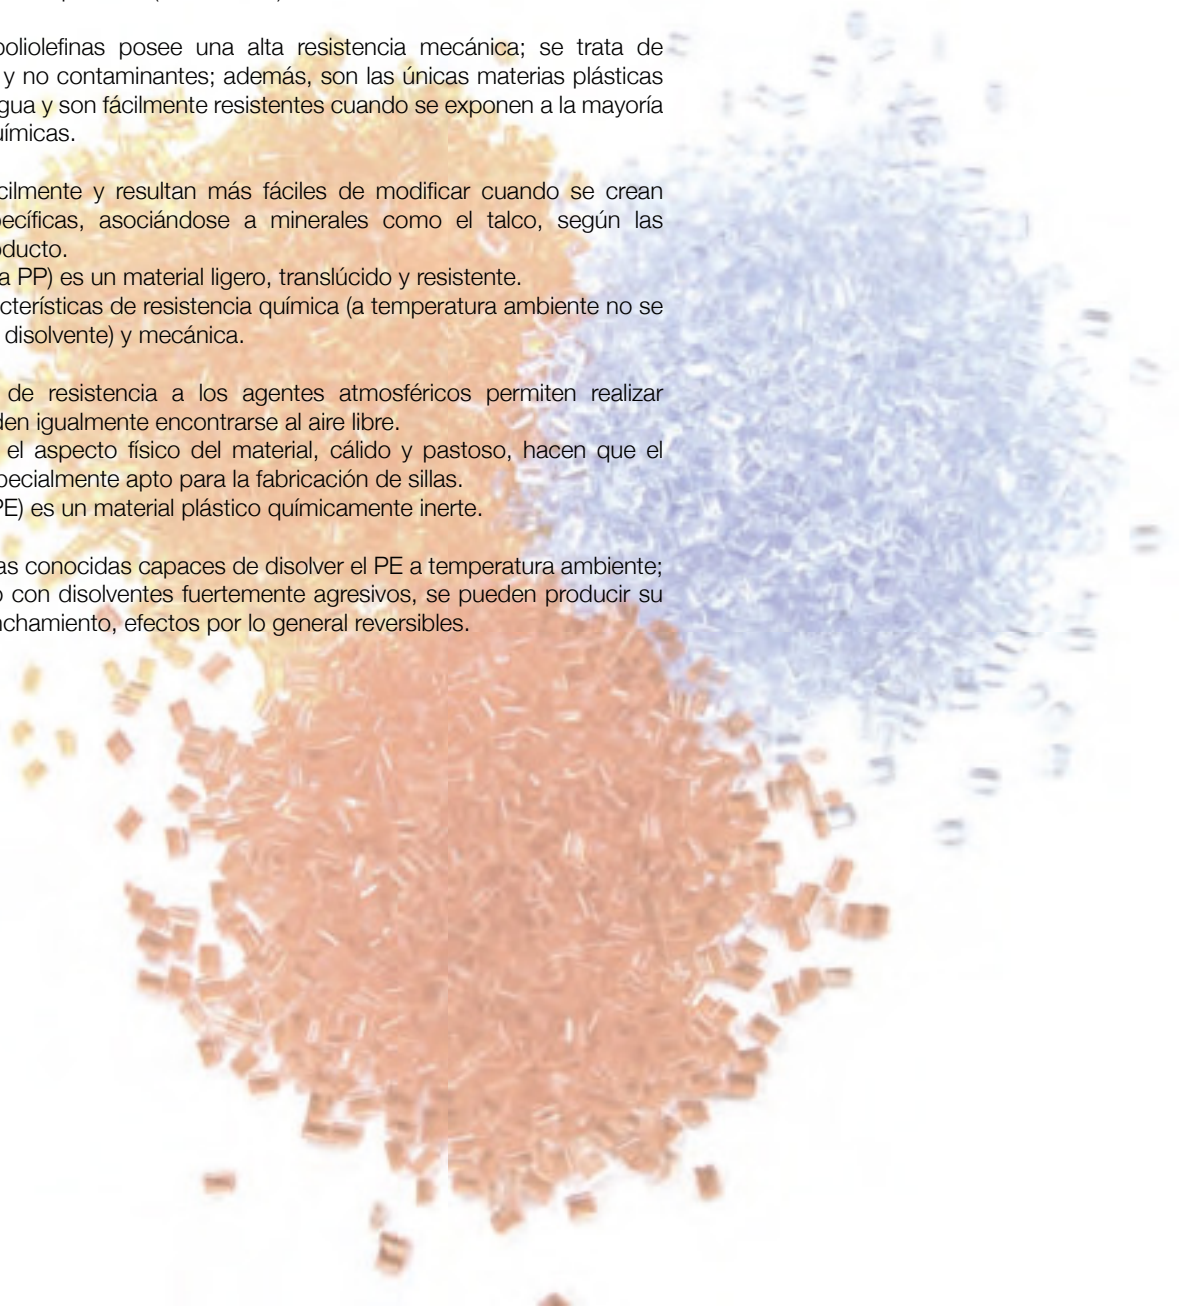 poliolefinas posee una alta resistencia mecánica; se trata de
y no contaminantes; además, son las únicas materias plásticas
gua y son fácilmente resistentes cuando se exponen a la mayoría
uímicas.
cilmente y resultan más fáciles de modificar cuando se crean
pecíficas, asociándose a minerales como el talco, según las
oducto.
a PP) es un material ligero, translúcido y resistente.
acterísticas de resistencia química (a temperatura ambiente no se
disolvente) y mecánica.
de resistencia a los agentes atmosféricos permiten realizar
den igualmente encontrarse al aire libre.
el aspecto físico del material, cálido y pastoso, hacen que el
pecialmente apto para la fabricación de sillas.
PE) es un material plástico químicamente inerte.
as conocidas capaces de disolver el PE a temperatura ambiente;
o con disolventes fuertemente agresivos, se pueden producir su
nchamiento, efectos por lo general reversibles.